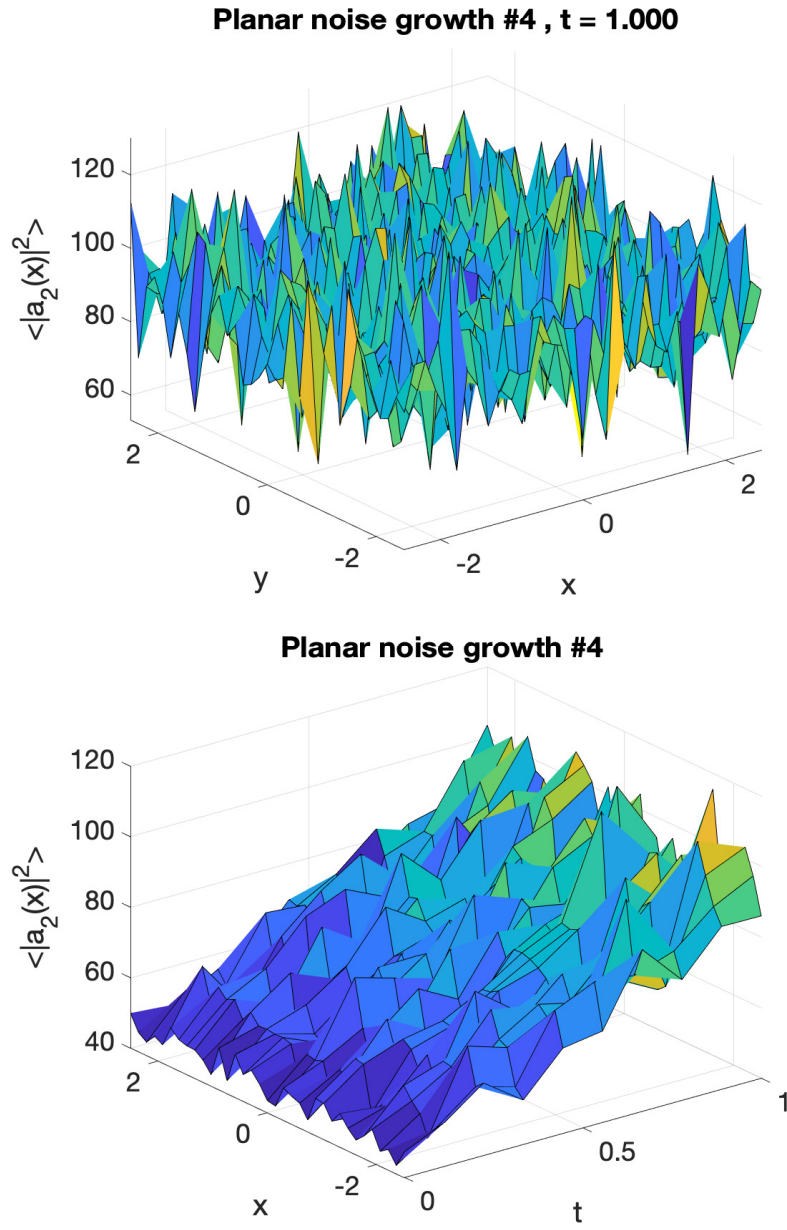 Planar noise growth #4 , t = 1.000
120
100
80
60
<|a₂(x)|²>
2
0
-2
y
-2
0
2
x
Planar noise growth #4
120
100
80
60
40
<|a₂(x)|²>
2
0
-2
x
0
0.5
1
t